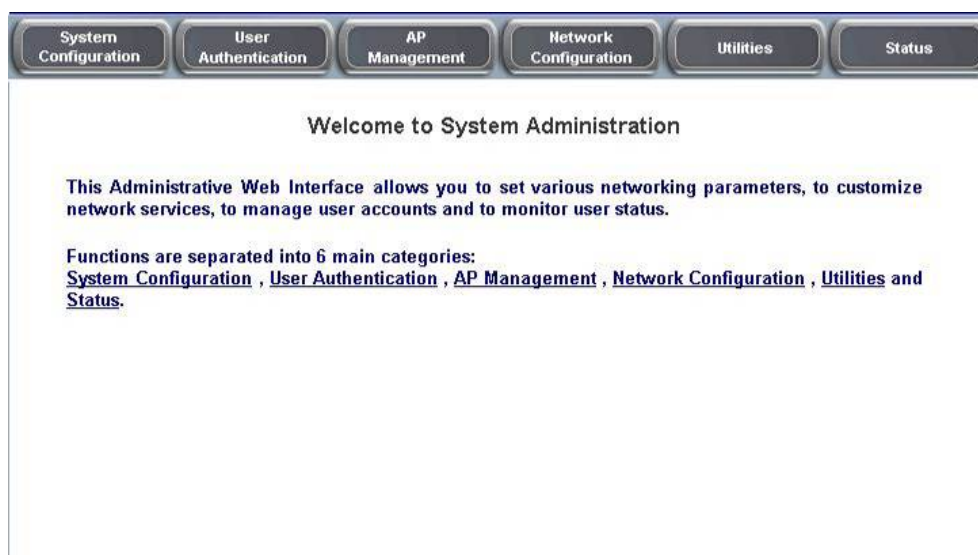 System
Configuration
User
Authentication
AP
Management
Network
Configuration
Utilities
Status
Welcome to System Administration
This Administrative Web Interface allows you to set various networking parameters, to customize
network services, to manage user accounts and to monitor user status.
Functions are separated into 6 main categories:
System Configuration , User Authentication , AP Management , Network Configuration , Utilities and
Status.